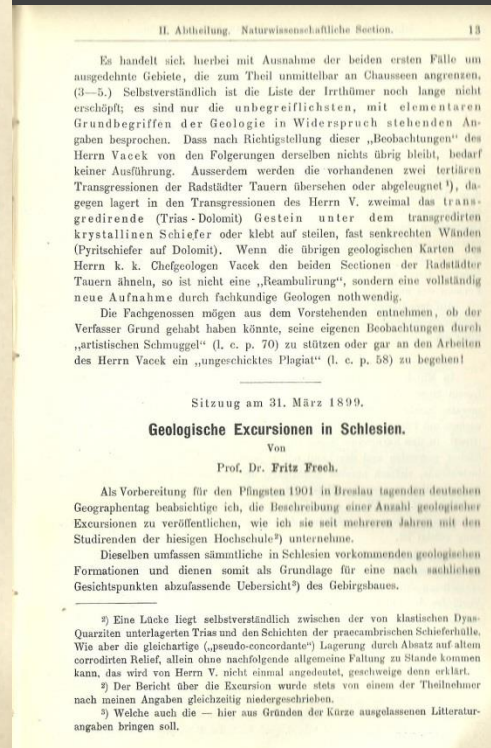 II. Abtheilung. Naturwissenschaftliche Section. 13
Es handelt sich hierbei mit Ausnahme der beiden ersten Fälle um
ausgedehnte Gebiete, die zum Theil unmittelbar an Chausseen angrenzen.
(3—5.) Selbstverständlich ist die Liste der Irrthümer noch lange nicht
erschöpft; es sind nur die unbegreiflichsten, mit elementaren
Grundbegriffen der Geologie in Widerspruch stehenden An-
gaben besprochen. Dass nach Richtigstellung dieser „Beobachtungen“ des
Herrn Vacek von den Folgerungen derselben nichts übrig bleibt, bedarf
keiner Ausführung. Ausserdem werden die vorhandenen zwei tertiären
Transgressionen der Radstädter Tauern übersehen oder abgeleugnet ¹), da-
gegen lagert in den Transgressionen des Herrn V. zweimal das trans-
gredirende (Trias-Dolomit) Gestein unter dem transgredirten
krystallinen Schiefer oder klebt auf steilen, fast senkrechten Wänden
(Pyritschiefer auf Dolomit). Wenn die übrigen geologischen Karten des
Herrn k. k. Chefgeologen Vacek den beiden Sectionen der Radstädter
Tauern ähneln, so ist nicht eine „Reambulirung“, sondern eine vollständig
neue Aufnahme durch fachkundige Geologen nothwendig.
Die Fachgenossen mögen aus dem Vorstehenden entnehmen, ob der
Verfasser Grund gehabt haben könnte, seine eigenen Beobachtungen durch
„artistischen Schmuggel“ (l. c. p. 70) zu stützen oder gar an den Arbeiten
des Herrn Vacek ein „ungeschicktes Plagiat“ (l. c. p. 58) zu begehen!
Sitzuug am 31. März 1899.
Geologische Excursionen in Schlesien.
Von
Prof. Dr. Fritz Frech.
Als Vorbereitung für den Pfingsten 1901 in Breslau tagenden deutschen
Geographentag beabsichtige ich, die Beschreibung einer Anzahl geologischer
Excursionen zu veröffentlichen, wie ich sie seit mehreren Jahren mit den
Studirenden der hiesigen Hochschule²) unternehme.
Dieselben umfassen sämmtliche in Schlesien vorkommenden geologischen
Formationen und dienen somit als Grundlage für eine nach sachlichen
Gesichtspunkten abzufassende Uebersicht³) des Gebirgsbaues.
²) Eine Lücke liegt selbstverständlich zwischen der von klastischen Dyas-
Quarziten unterlagerten Trias und den Schichten der praecambrischen Schieferhülle.
Wie aber die gleichartige („pseudo-concordante“) Lagerung durch Absatz auf altem
corrodirten Relief, allein ohne nachfolgende allgemeine Faltung zu Stande kommen
kann, das wird von Herrn V. nicht einmal angedeutet, geschweige denn erklärt.
²) Der Bericht über die Excursion wurde stets von einem der Theilnehmer
nach meinen Angaben gleichzeitig niedergeschrieben.
³) Welche auch die — hier aus Gründen der Kürze ausgelassenen Litteratur-
angaben bringen soll.